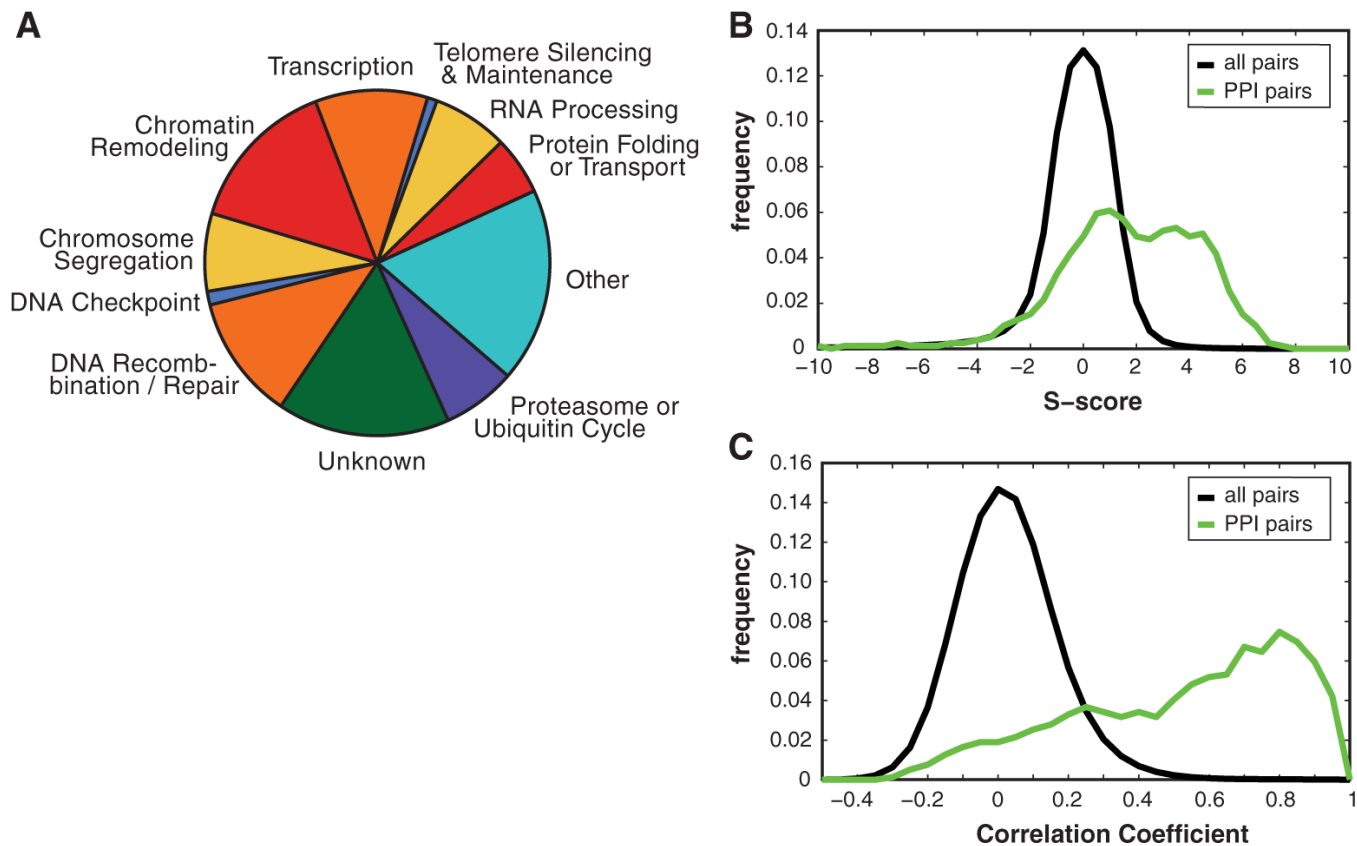 A
Transcription
Telomere Silencing
& Maintenance
RNA Processing
Protein Folding
or Transport
Chromatin
Remodeling
Chromosome
Segregation
DNA Checkpoint
DNA Recomb-
bination / Repair
Other
Proteasome or
Ubiquitin Cycle
Unknown
B
frequency
0.14
0.12
0.10
0.08
0.06
0.04
0.02
0
all pairs
PPI pairs
−10 −8 −6 −4 −2 0 2 4 6 8 10
S−score
C
frequency
0.16
0.14
0.12
0.10
0.08
0.06
0.04
0.02
0
all pairs
PPI pairs
−0.4 −0.2 0 0.2 0.4 0.6 0.8 1
Correlation Coefficient